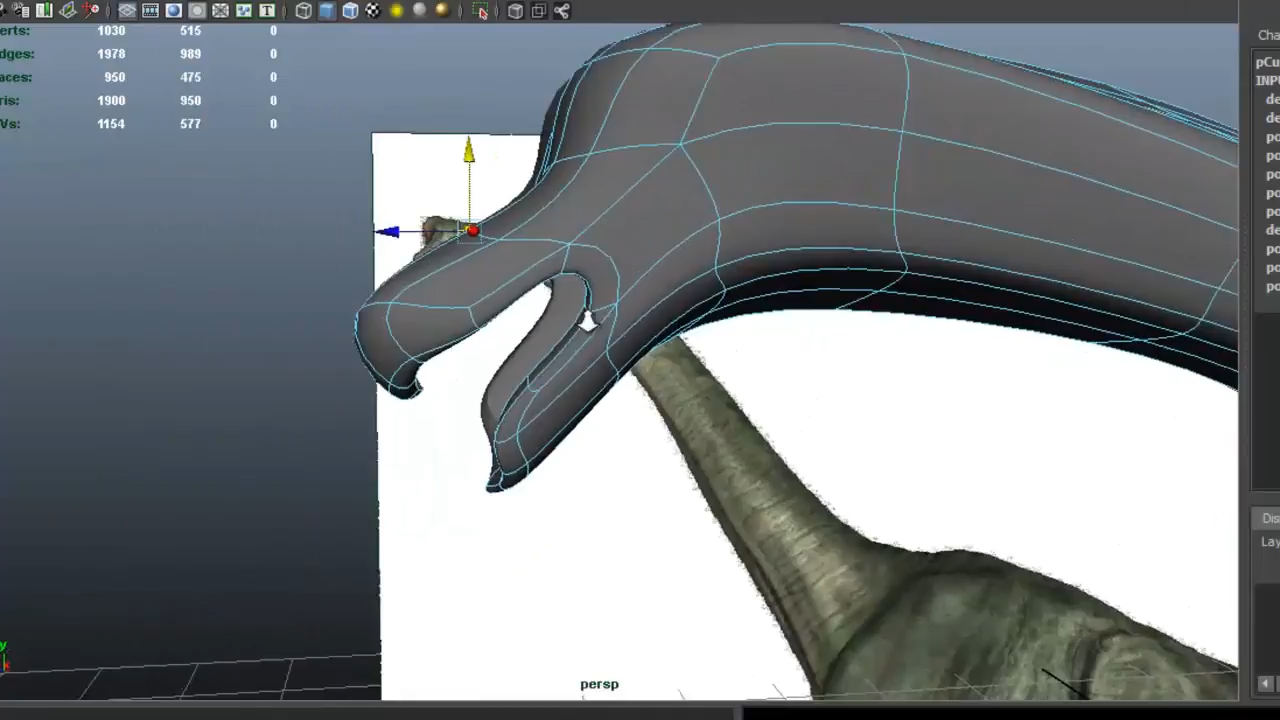 erts: 1030 515 0
dges: 1978 989 0
aces: 950 475 0
ris: 1900 950 0
Vs: 1154 577 0
T
Cha
pCu
INPU
de
de
po
po
po
po
po
de
po
po
po
Dis
Lay
y
persp